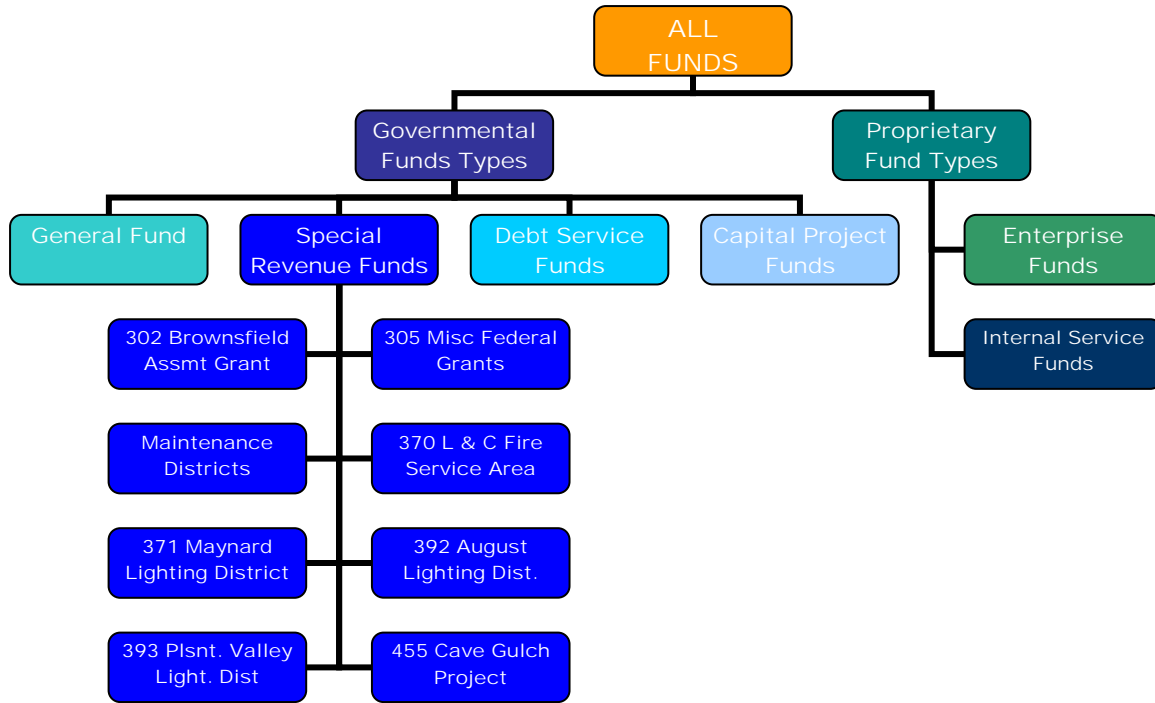 ALL
FUNDS
Governmental
Funds Types
Proprietary
Fund Types
General Fund
Special
Revenue Funds
Debt Service
Funds
Capital Project
Funds
Enterprise
Funds
302 Brownsfield
Assmt Grant
305 Misc Federal
Grants
Internal Service
Funds
Maintenance
Districts
370 L & C Fire
Service Area
371 Maynard
Lighting District
392 August
Lighting Dist.
393 Plsnt. Valley
Light. Dist
455 Cave Gulch
Project